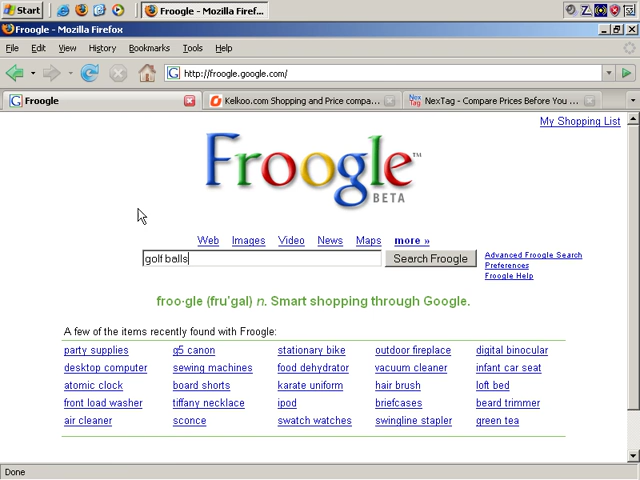 Start
Froogle - Mozilla Firef...
Froogle - Mozilla Firefox
File Edit View History Bookmarks Tools Help
http://froogle.google.com/
Froogle
Kelkoo.com Shopping and Price compa...
NexTag - Compare Prices Before You ...
My Shopping List
Froogle™
BETA
Web Images Video News Maps more »
golf balls
Search Froogle
Advanced Froogle Search
Preferences
Froogle Help
froo·gle (fru'gal) n. Smart shopping through Google.
A few of the items recently found with Froogle:
party supplies g5 canon stationary bike outdoor fireplace digital binocular
desktop computer sewing machines food dehydrator vacuum cleaner infant car seat
atomic clock board shorts karate uniform hair brush loft bed
front load washer tiffany necklace ipod briefcases beard trimmer
air cleaner sconce swatch watches swingline stapler green tea
Done